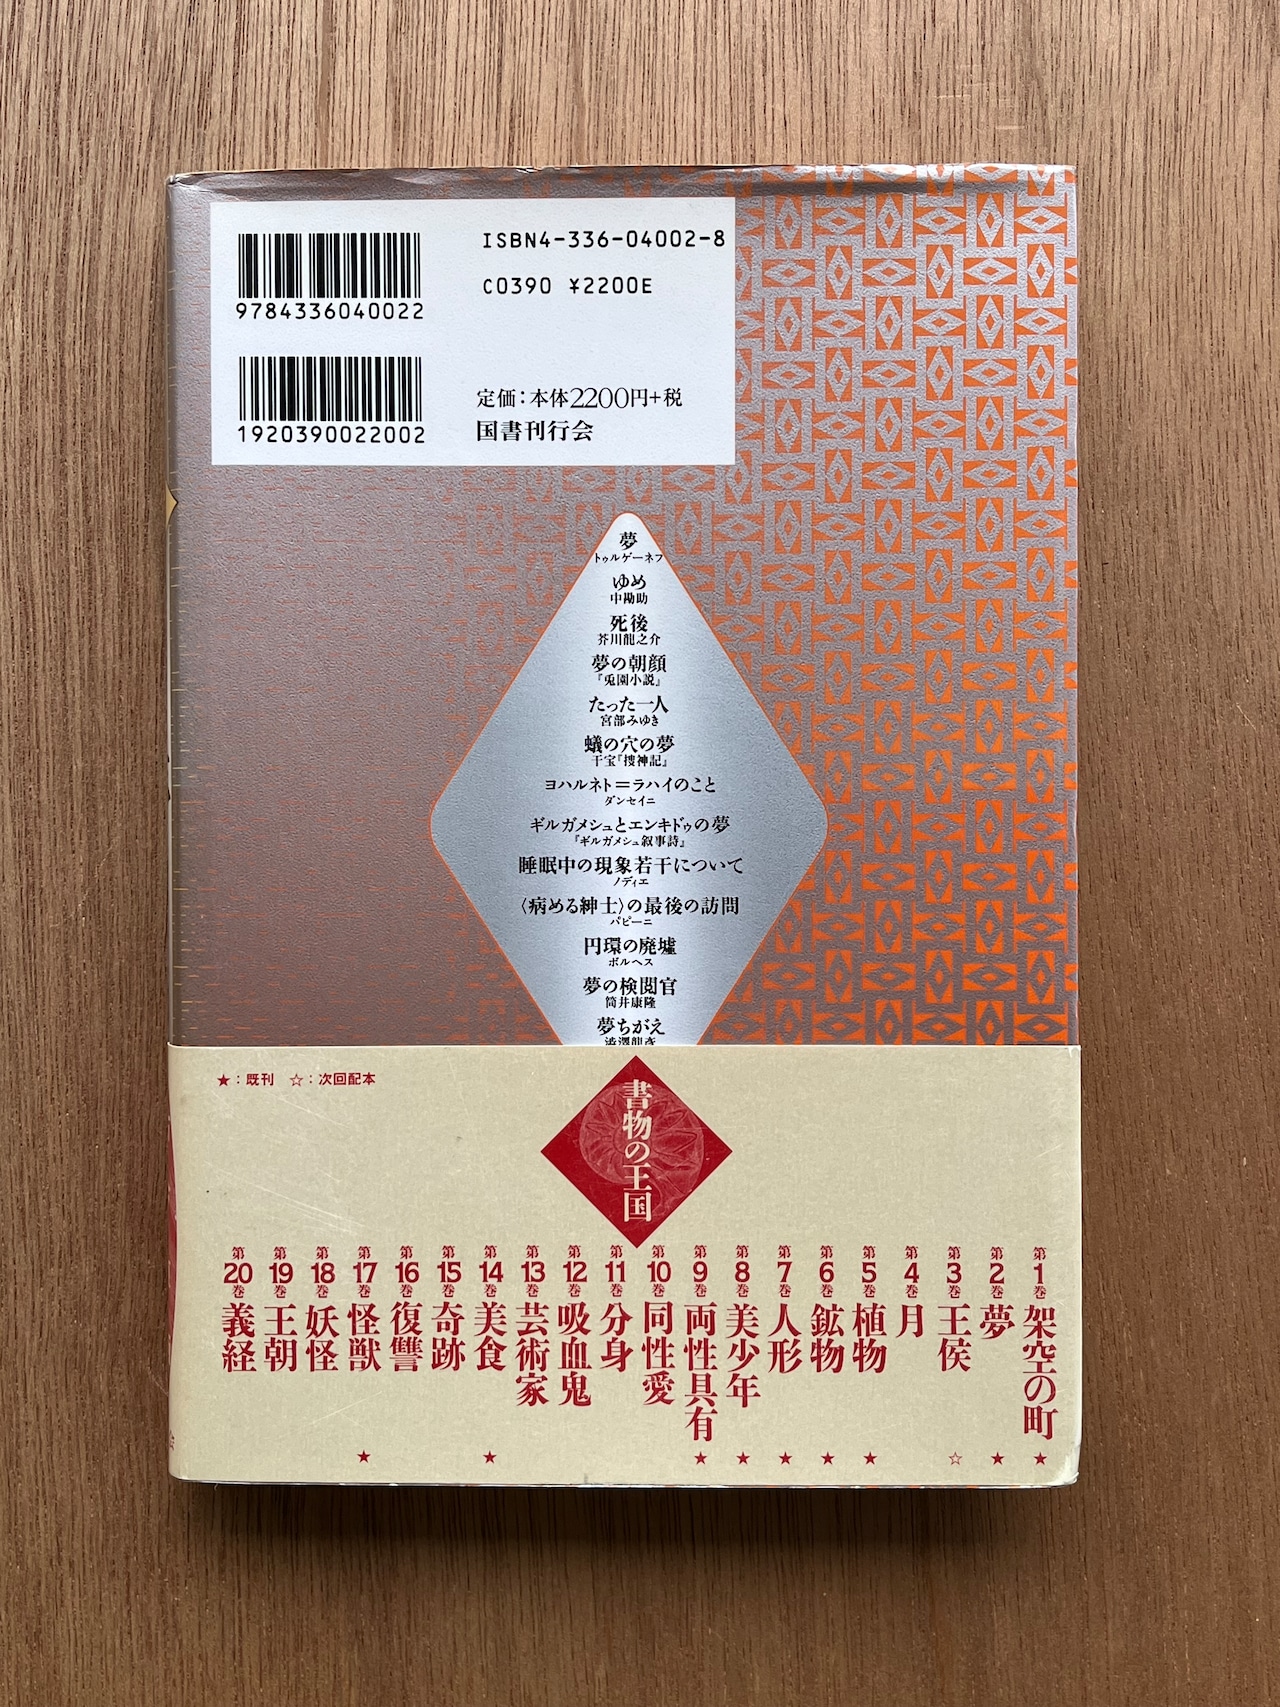 ISBN4-336-04002-8
C0390 ¥2200E
9784336040022
1920390022002
定価:本体2200円+税
国書刊行会
夢
トゥルゲーネフ
ゆめ
中勘助
死後
芥川龍之介
夢の朝顔
『兎園小説』
たった一人
宮部みゆき
蟻の穴の夢
干宝『捜神記』
ヨハルネト=ラハイのこと
ダンセイニ
ギルガメシュとエンキドゥの夢
『ギルガメシュ叙事詩』
睡眠中の現象若干について
ノディエ
〈病める紳士〉の最後の訪問
パピーニ
円環の廃墟
ボルヘス
夢の検閲官
筒井康隆
夢ちがえ
澁澤龍彦
★:既刊 ☆:次回配本
書物の王国
第1巻 架空の町 ★
第2巻 夢 ★
第3巻 王侯 ☆
第4巻 月
第5巻 植物 ★
第6巻 鉱物 ★
第7巻 人形 ★
第8巻 美少年 ★
第9巻 両性具有 ★
第10巻 同性愛
第11巻 分身
第12巻 吸血鬼
第13巻 芸術家
第14巻 美食 ★
第15巻 奇跡
第16巻 復讐
第17巻 怪獣 ★
第18巻 妖怪
第19巻 王朝
第20巻 義経
会